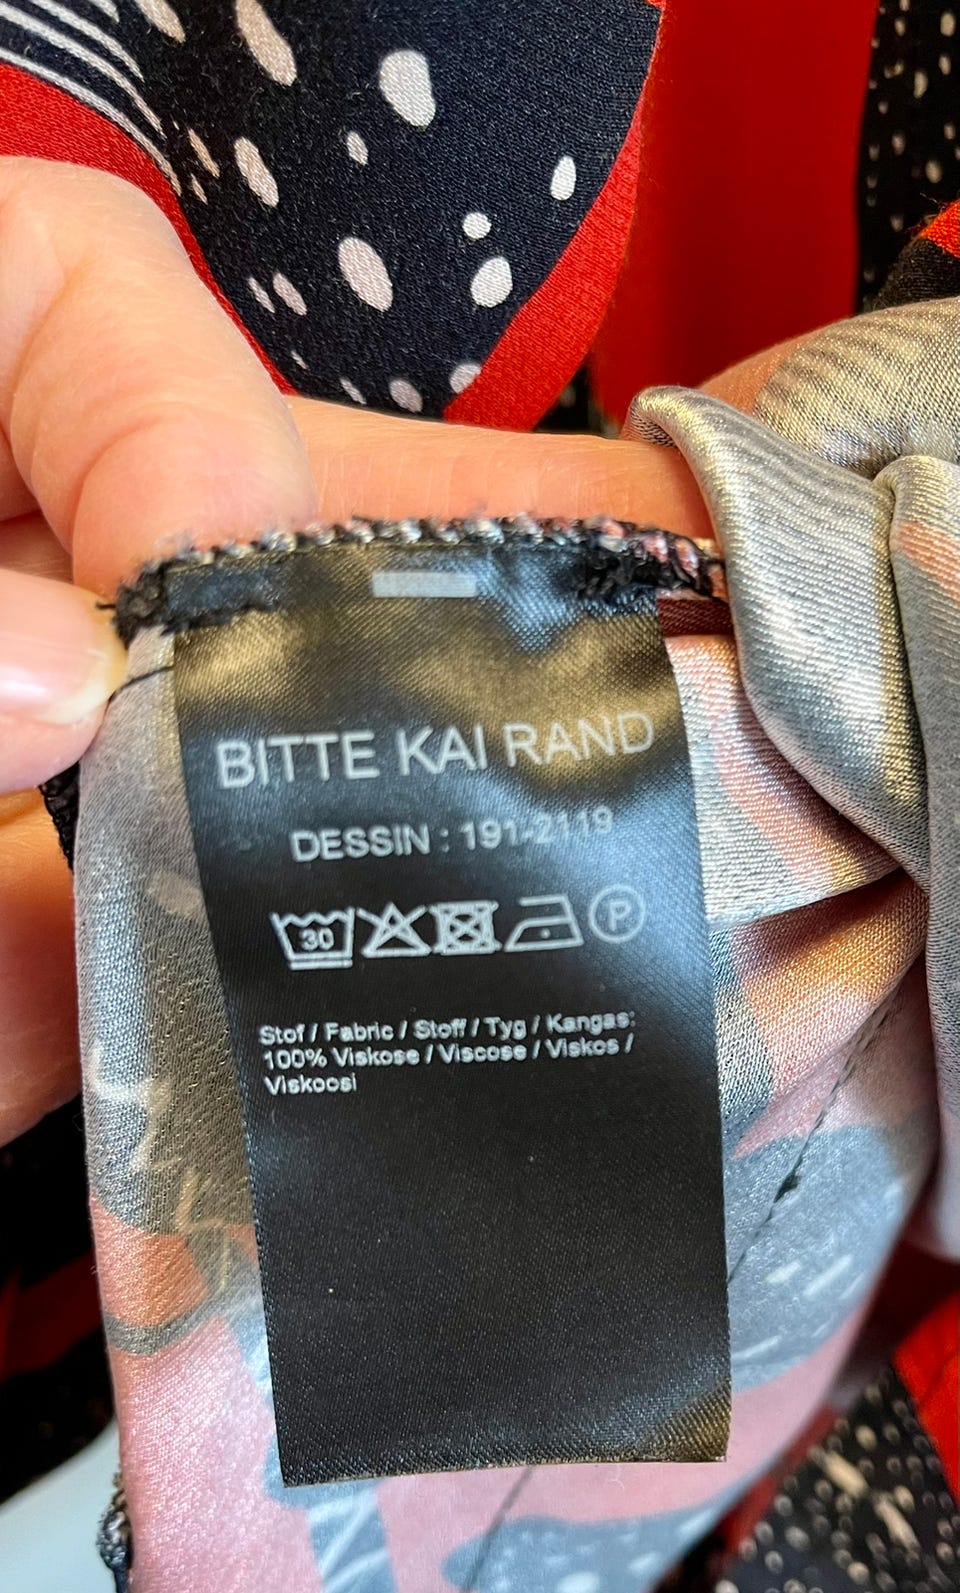 BITTE KAI RAND
DESSIN : 191-2119
30 P
Stof / Fabric / Stoff / Tyg / Kangas:
100% Viskose / Viscose / Viskos /
Viskoosi